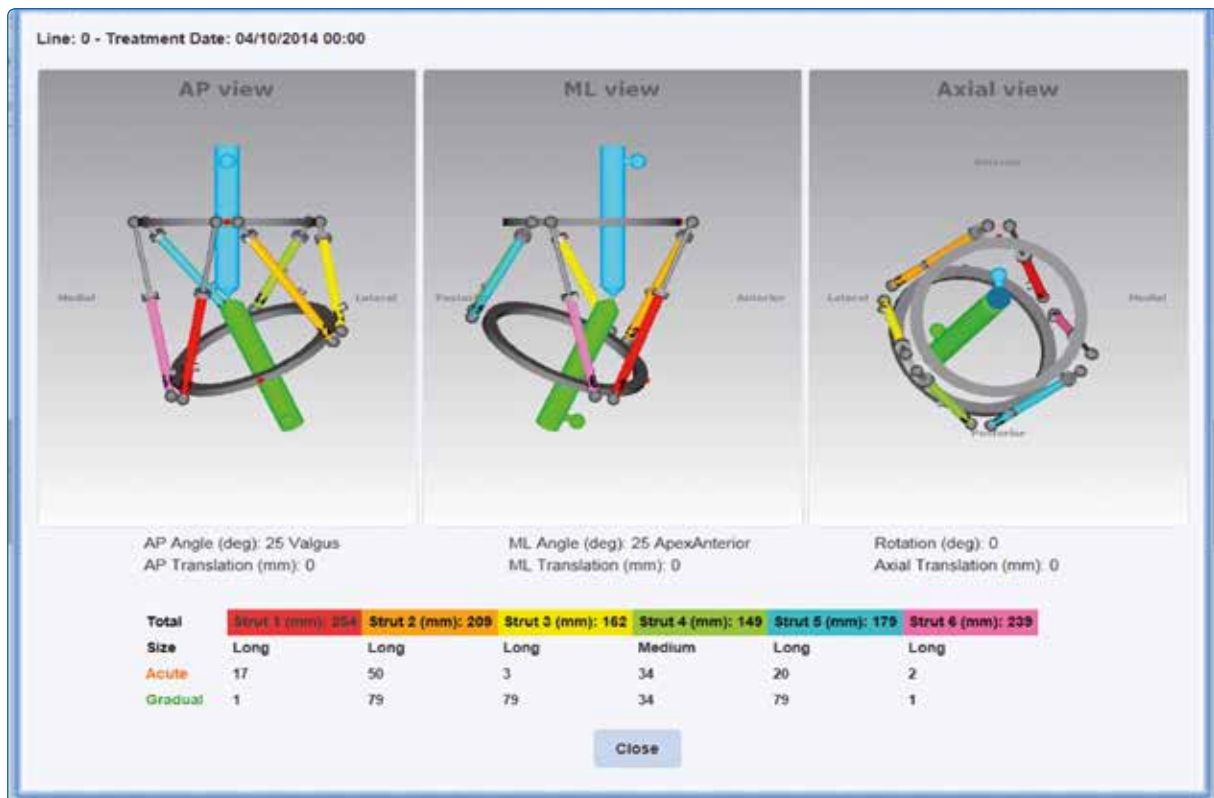 Line: 0 - Treatment Date: 04/10/2014 00:00
AP view
ML view
Axial view
Medial
Lateral
Anterior
Lateral
Medial
Posterior
AP Angle (deg): 25 Valgus
AP Translation (mm): 0
ML Angle (deg): 25 ApexAnterior
ML Translation (mm): 0
Rotation (deg): 0
Axial Translation (mm): 0
Total Strut 1 (mm): 254 Strut 2 (mm): 209 Strut 3 (mm): 162 Strut 4 (mm): 149 Strut 5 (mm): 179 Strut 6 (mm): 239
Size Long Long Long Medium Long Long
Acute 17 50 3 34 20 2
Gradual 1 79 79 34 79 1
Close